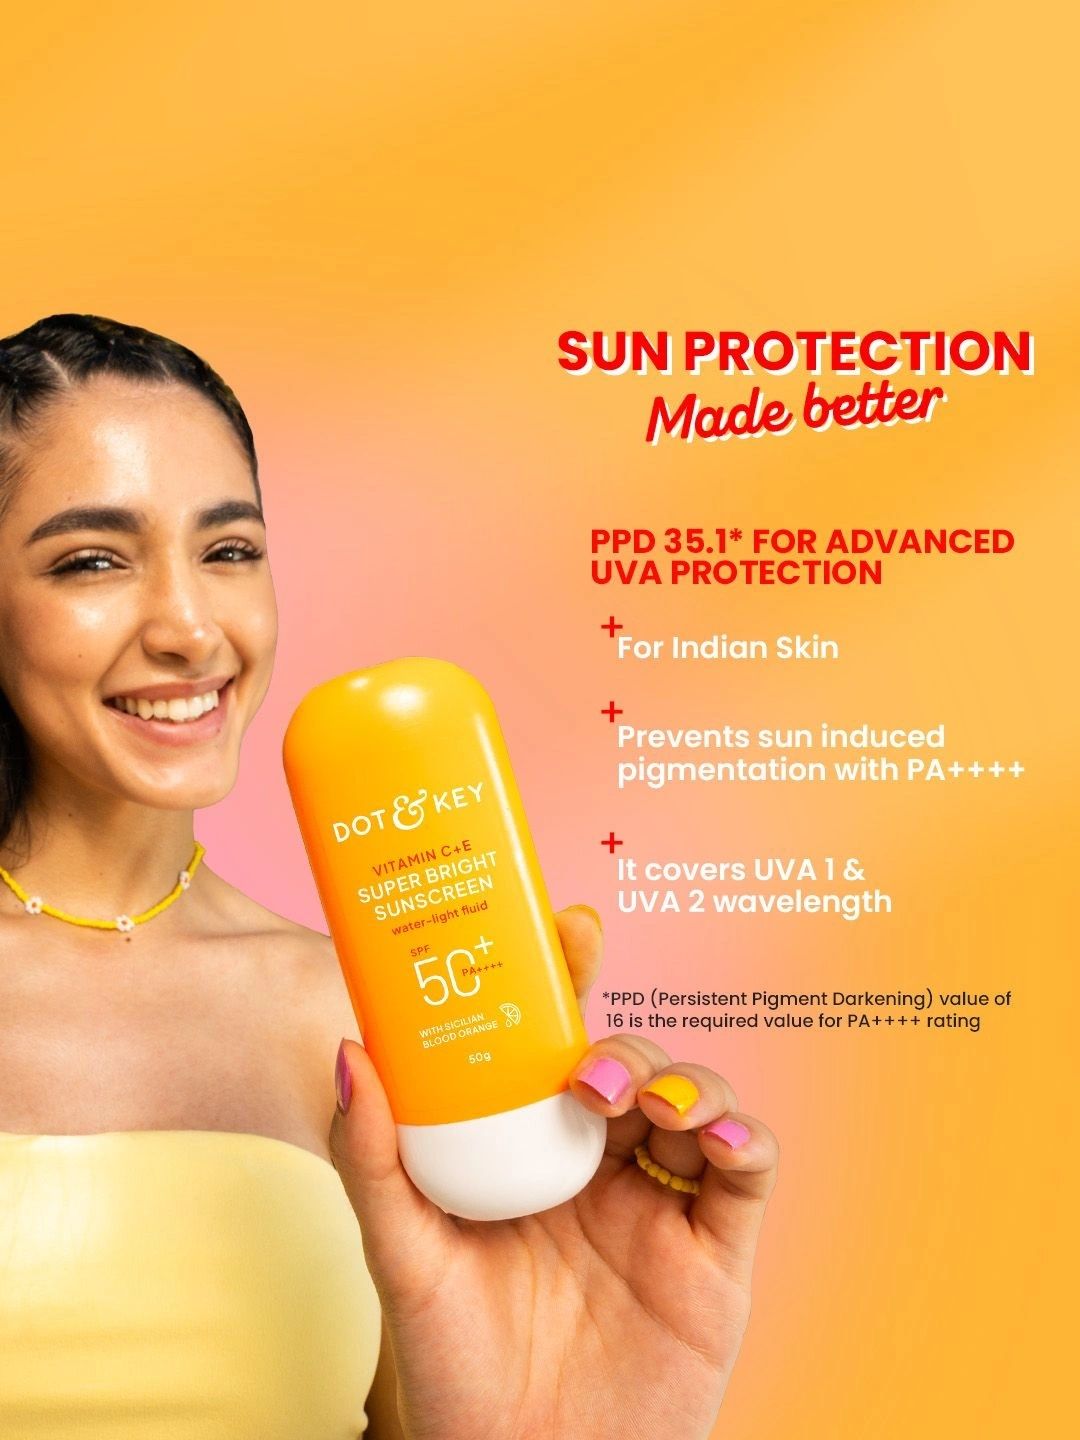 SUN PROTECTION
Made better
PPD 35.1* FOR ADVANCED
UVA PROTECTION
+
For Indian Skin
+
Prevents sun induced
pigmentation with PA++++
+
It covers UVA 1 &
UVA 2 wavelength
*PPD (Persistent Pigment Darkening) value of
16 is the required value for PA++++ rating
DOT & KEY
VITAMIN C+E
SUPER BRIGHT
SUNSCREEN
water-light fluid
SPF
50+
PA++++
WITH SICILIAN
BLOOD ORANGE
50g